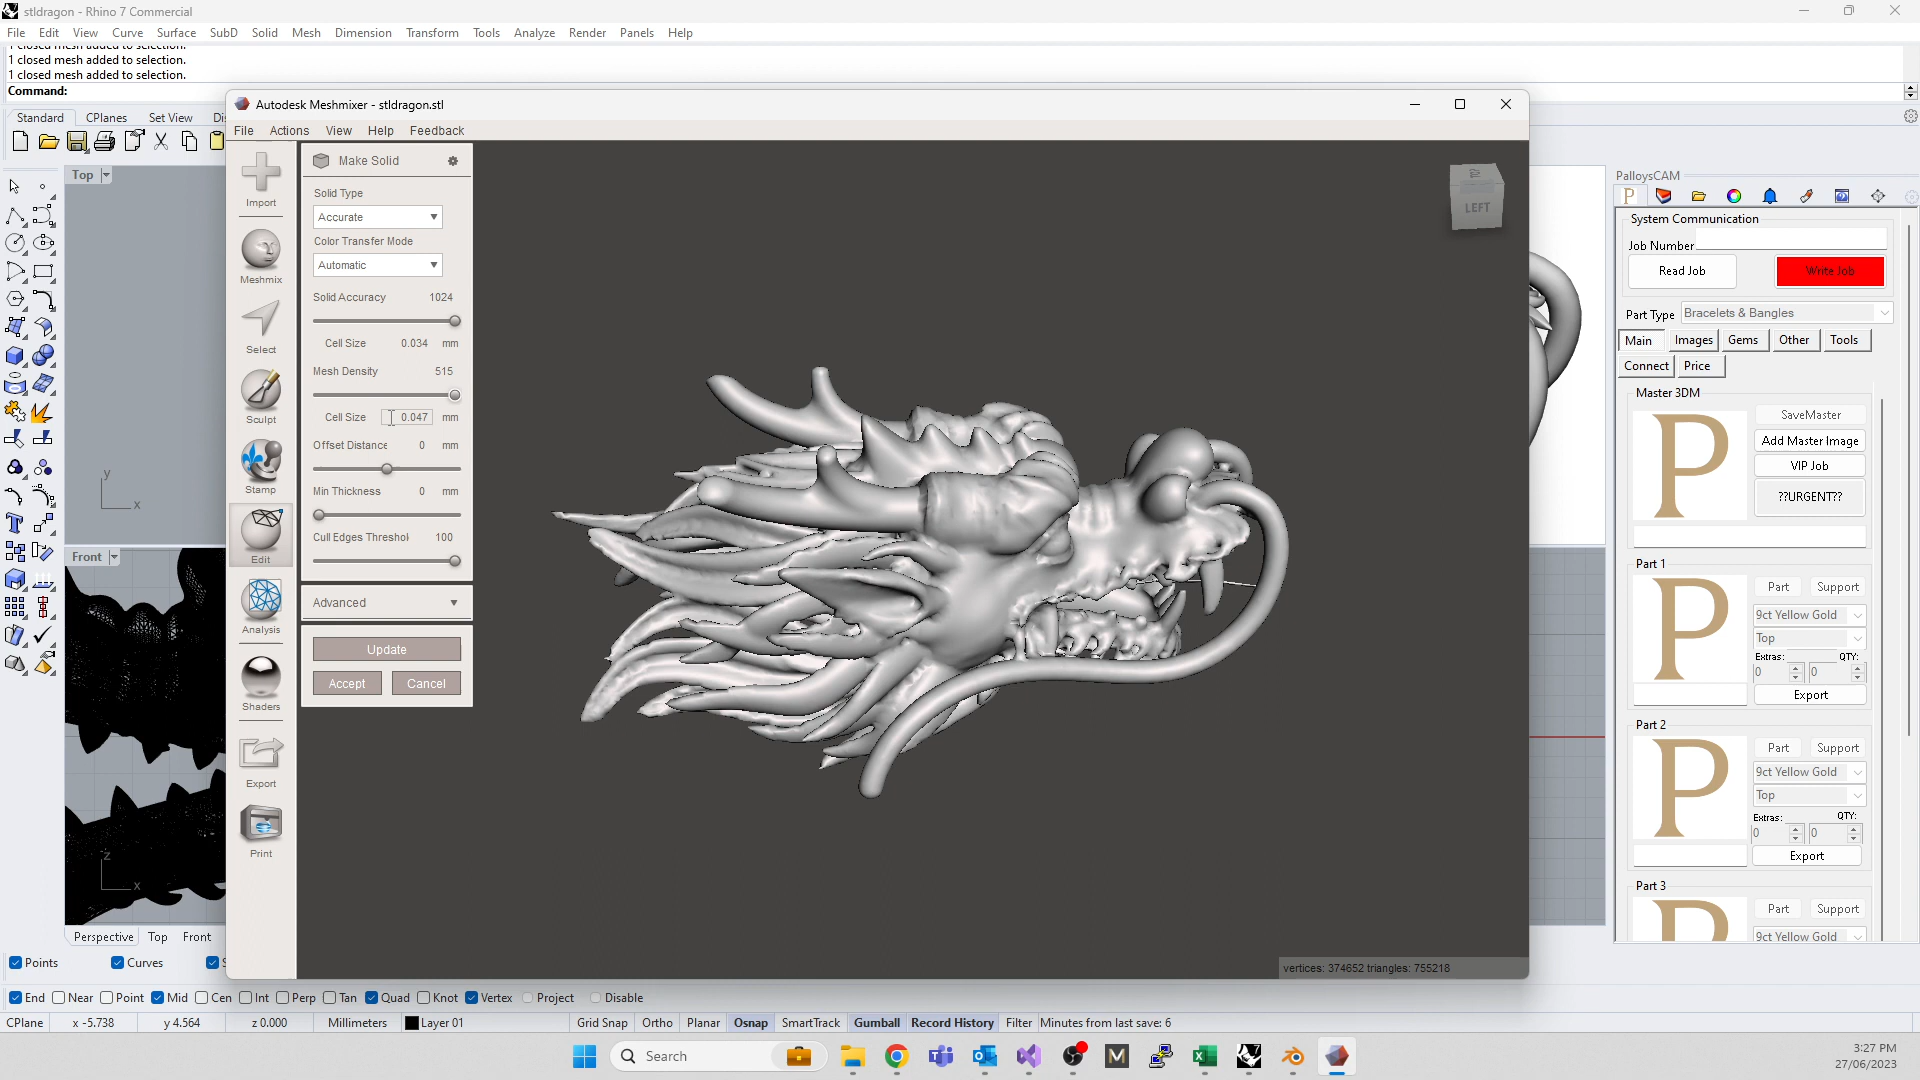 stldragon - Rhino 7 Commercial
File Edit View Curve Surface SubD Solid Mesh Dimension Transform Tools Analyze Render Panels Help
1 closed mesh added to selection.
1 closed mesh added to selection.
1 closed mesh added to selection.
Command:
Standard CPlanes Set View
Top
y
x
Front
z
x
Perspective Top Front
Autodesk Meshmixer - stldragon.stl
File Actions View Help Feedback
Import
Meshmix
Select
Sculpt
Stamp
Edit
Analysis
Shaders
Export
Print
Make Solid
Solid Type
Accurate
Color Transfer Mode
Automatic
Solid Accuracy 1024
Cell Size 0.034 mm
Mesh Density 515
Cell Size 0.047 mm
Offset Distance 0 mm
Min Thickness 0 mm
Cull Edges Threshol 100
Advanced
Update
Accept Cancel
LEFT
vertices: 374652 triangles: 755218
PalloysCAM
System Communication
Job Number
Read Job Write Job
Part Type Bracelets & Bangles
Main Images Gems Other Tools
Connect Price
Master 3DM
P
SaveMaster
Add Master Image
VIP Job
??URGENT??
Part 1
P
Part Support
9ct Yellow Gold
Top
Extras: QTY:
0 0
Export
Part 2
P
Part Support
9ct Yellow Gold
Top
Extras: QTY:
0 0
Export
Part 3
Part Support
9ct Yellow Gold
Points Curves
End Near Point Mid Cen Int Perp Tan Quad Knot Vertex Project Disable
CPlane x -5.738 y 4.564 z 0.000 Millimeters Layer 01 Grid Snap Ortho Planar Osnap SmartTrack Gumball Record History Filter Minutes from last save: 6
Search
M
3:27 PM
27/06/2023